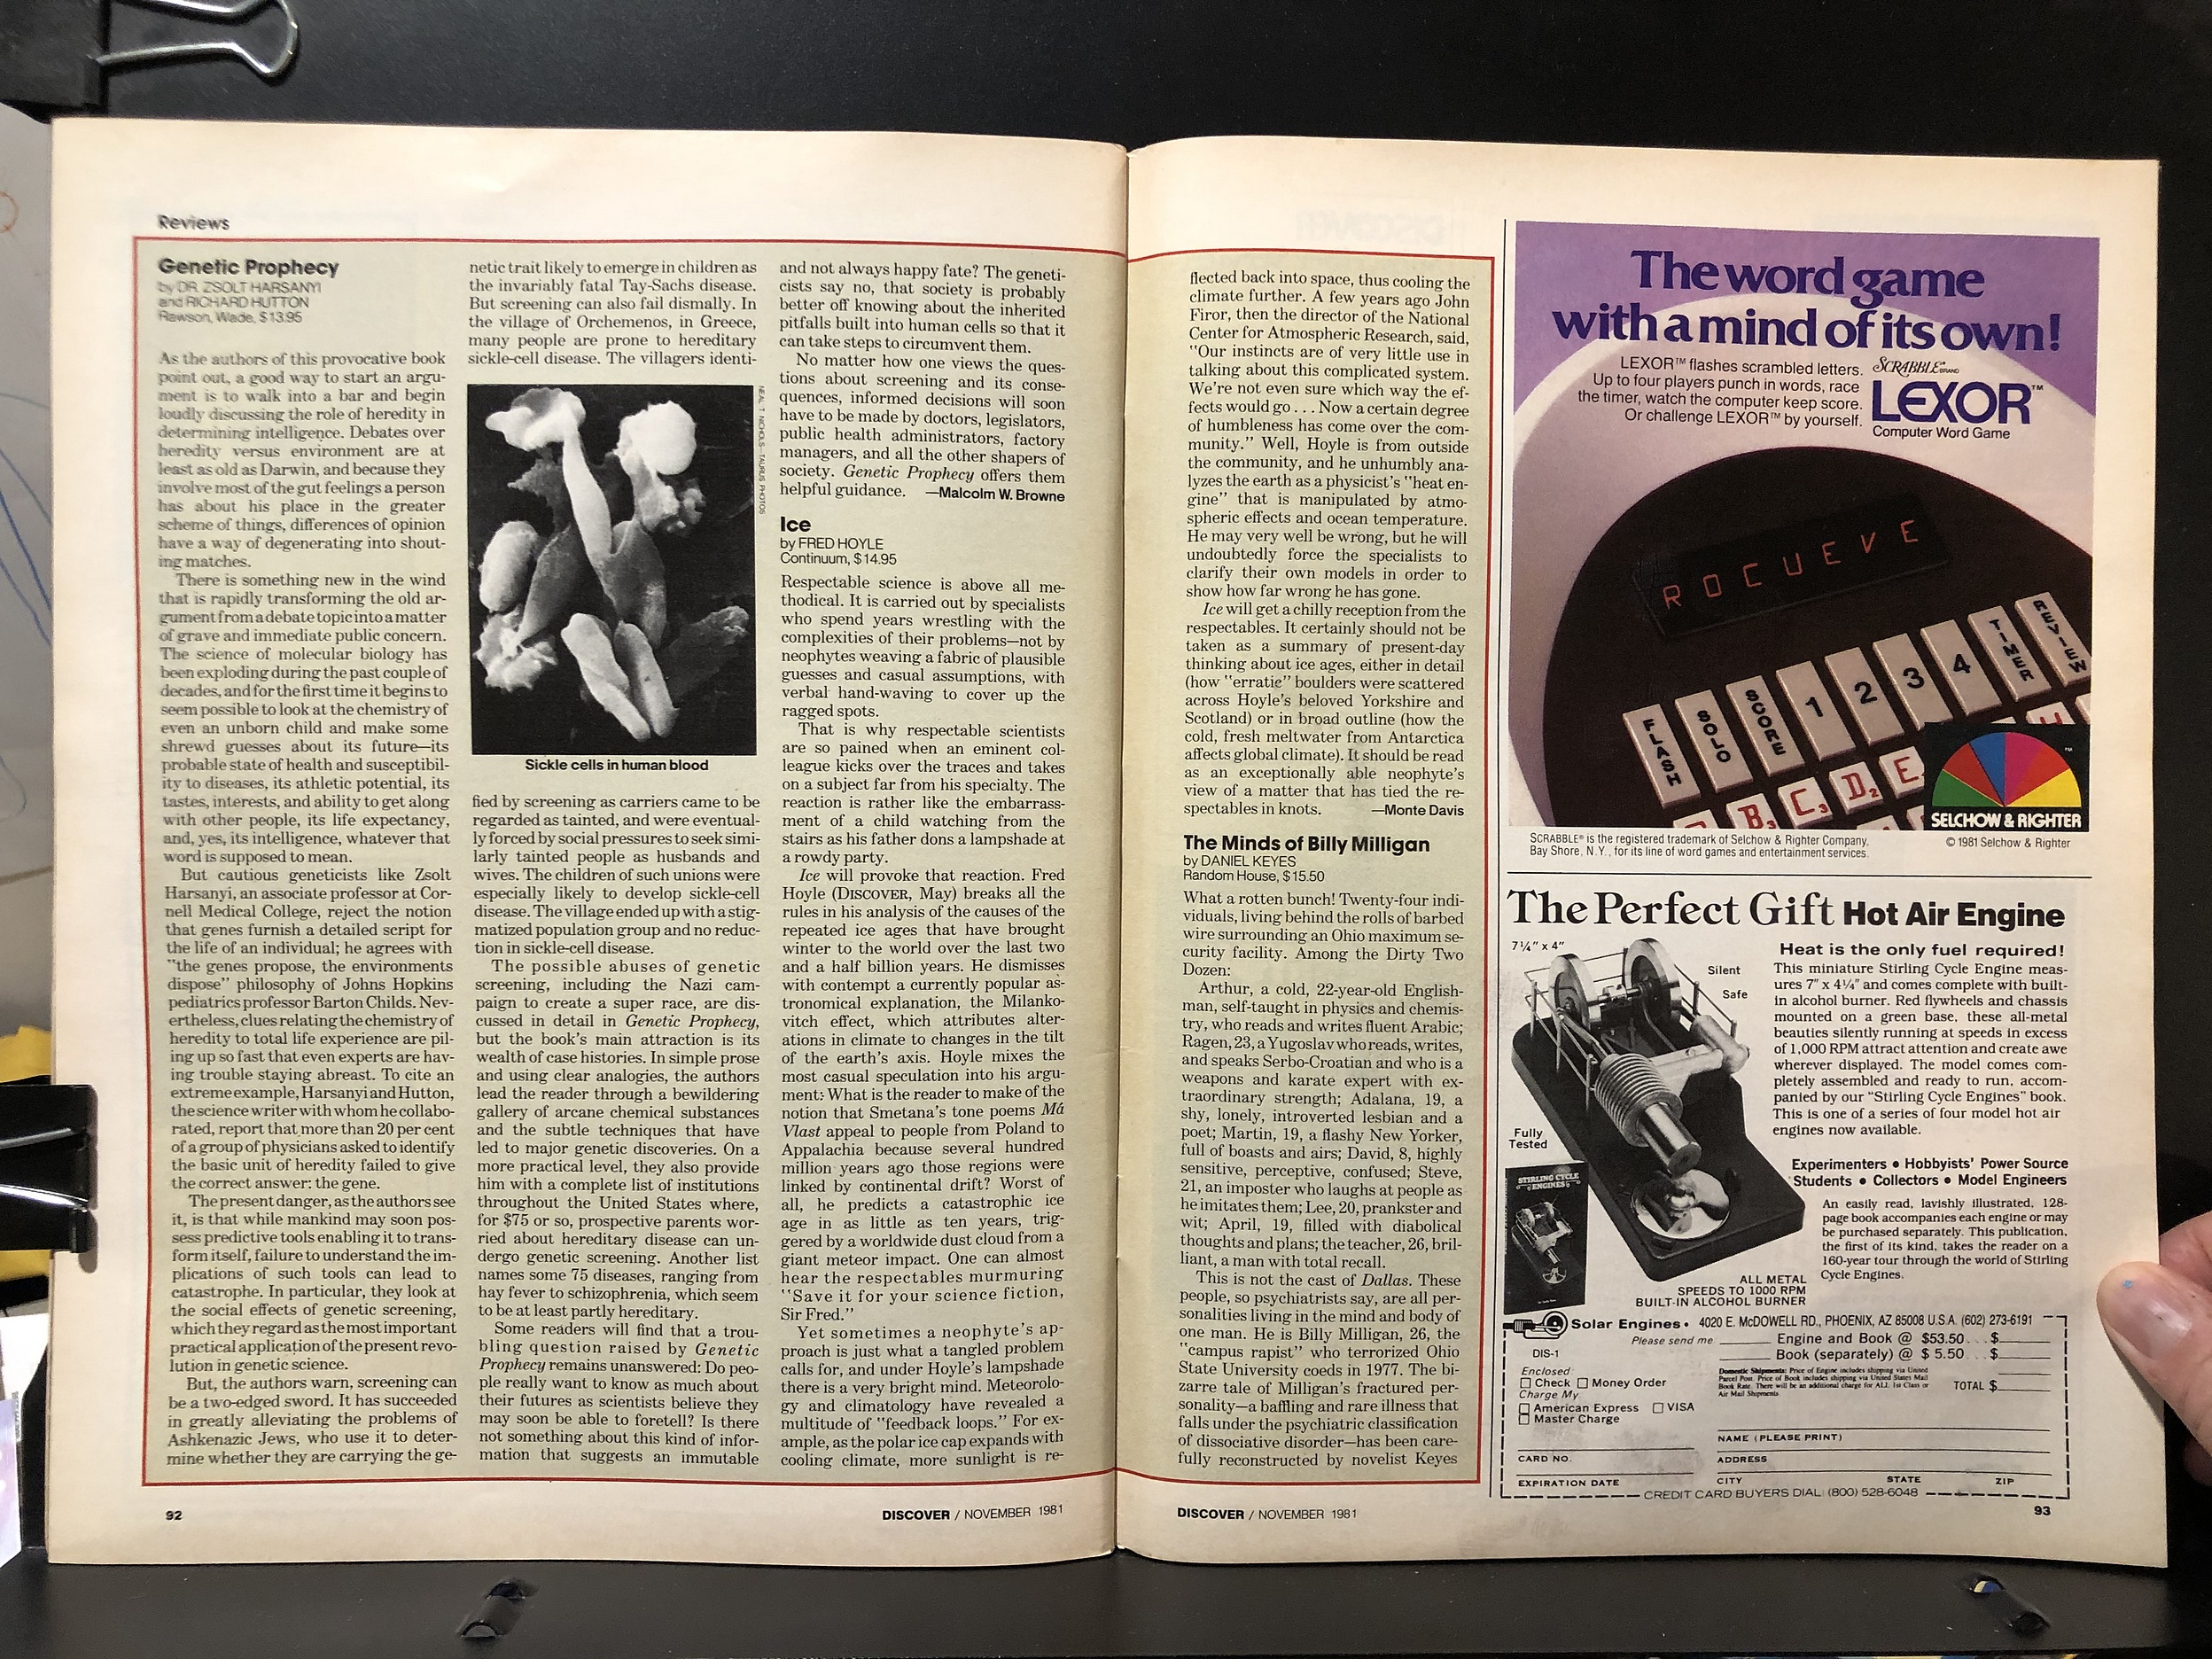 Reviews
Genetic Prophecy
by DR. ZSOLT HARSANYI
and RICHARD HUTTON
Rawson, Wade, $13.95
As the authors of this provocative book
point out, a good way to start an argu-
ment is to walk into a bar and begin
loudly discussing the role of heredity in
determining intelligence. Debates over
heredity versus environment are at
least as old as Darwin, and because they
involve most of the gut feelings a person
has about his place in the greater
scheme of things, differences of opinion
have a way of degenerating into shout-
ing matches.
There is something new in the wind
that is rapidly transforming the old ar-
gument from a debate topic into a matter
of grave and immediate public concern.
The science of molecular biology has
been exploding during the past couple of
decades, and for the first time it begins to
seem possible to look at the chemistry of
even an unborn child and make some
shrewd guesses about its future—its
probable state of health and susceptibil-
ity to diseases, its athletic potential, its
tastes, interests, and ability to get along
with other people, its life expectancy,
and, yes, its intelligence, whatever that
word is supposed to mean.
But cautious geneticists like Zsolt
Harsanyi, an associate professor at Cor-
nell Medical College, reject the notion
that genes furnish a detailed script for
the life of an individual; he agrees with
"the genes propose, the environments
dispose" philosophy of Johns Hopkins
pediatrics professor Barton Childs. Nev-
ertheless, clues relating the chemistry of
heredity to total life experience are pil-
ing up so fast that even experts are hav-
ing trouble staying abreast. To cite an
extreme example, Harsanyi and Hutton,
the science writer with whom he collabo-
rated, report that more than 20 per cent
of a group of physicians asked to identify
the basic unit of heredity failed to give
the correct answer: the gene.
The present danger, as the authors see
it, is that while mankind may soon pos-
sess predictive tools enabling it to trans-
form itself, failure to understand the im-
plications of such tools can lead to
catastrophe. In particular, they look at
the social effects of genetic screening,
which they regard as the most important
practical application of the present revo-
lution in genetic science.
But, the authors warn, screening can
be a two-edged sword. It has succeeded
in greatly alleviating the problems of
Ashkenazic Jews, who use it to deter-
mine whether they are carrying the ge-
netic trait likely to emerge in children as
the invariably fatal Tay-Sachs disease.
But screening can also fail dismally. In
the village of Orchemenos, in Greece,
many people are prone to hereditary
sickle-cell disease. The villagers identi-
NEAL T. NICHOLS—TAURUS PHOTOS
Sickle cells in human blood
fied by screening as carriers came to be
regarded as tainted, and were eventual-
ly forced by social pressures to seek simi-
larly tainted people as husbands and
wives. The children of such unions were
especially likely to develop sickle-cell
disease. The village ended up with a stig-
matized population group and no reduc-
tion in sickle-cell disease.
The possible abuses of genetic
screening, including the Nazi cam-
paign to create a super race, are dis-
cussed in detail in Genetic Prophecy,
but the book's main attraction is its
wealth of case histories. In simple prose
and using clear analogies, the authors
lead the reader through a bewildering
gallery of arcane chemical substances
and the subtle techniques that have
led to major genetic discoveries. On a
more practical level, they also provide
him with a complete list of institutions
throughout the United States where,
for $75 or so, prospective parents wor-
ried about hereditary disease can un-
dergo genetic screening. Another list
names some 75 diseases, ranging from
hay fever to schizophrenia, which seem
to be at least partly hereditary.
Some readers will find that a trou-
bling question raised by Genetic
Prophecy remains unanswered: Do peo-
ple really want to know as much about
their futures as scientists believe they
may soon be able to foretell? Is there
not something about this kind of infor-
mation that suggests an immutable
and not always happy fate? The geneti-
cists say no, that society is probably
better off knowing about the inherited
pitfalls built into human cells so that it
can take steps to circumvent them.
No matter how one views the ques-
tions about screening and its conse-
quences, informed decisions will soon
have to be made by doctors, legislators,
public health administrators, factory
managers, and all the other shapers of
society. Genetic Prophecy offers them
helpful guidance. —Malcolm W. Browne
Ice
by FRED HOYLE
Continuum, $14.95
Respectable science is above all me-
thodical. It is carried out by specialists
who spend years wrestling with the
complexities of their problems—not by
neophytes weaving a fabric of plausible
guesses and casual assumptions, with
verbal hand-waving to cover up the
ragged spots.
That is why respectable scientists
are so pained when an eminent col-
league kicks over the traces and takes
on a subject far from his specialty. The
reaction is rather like the embarrass-
ment of a child watching from the
stairs as his father dons a lampshade at
a rowdy party.
Ice will provoke that reaction. Fred
Hoyle (DISCOVER, May) breaks all the
rules in his analysis of the causes of the
repeated ice ages that have brought
winter to the world over the last two
and a half billion years. He dismisses
with contempt a currently popular as-
tronomical explanation, the Milanko-
vitch effect, which attributes alter-
ations in climate to changes in the tilt
of the earth's axis. Hoyle mixes the
most casual speculation into his argu-
ment: What is the reader to make of the
notion that Smetana's tone poems Má
Vlast appeal to people from Poland to
Appalachia because several hundred
million years ago those regions were
linked by continental drift? Worst of
all, he predicts a catastrophic ice
age in as little as ten years, trig-
gered by a worldwide dust cloud from a
giant meteor impact. One can almost
hear the respectables murmuring
"Save it for your science fiction,
Sir Fred."
Yet sometimes a neophyte's ap-
proach is just what a tangled problem
calls for, and under Hoyle's lampshade
there is a very bright mind. Meteorolo-
gy and climatology have revealed a
multitude of "feedback loops." For ex-
ample, as the polar ice cap expands with
cooling climate, more sunlight is re-
92
DISCOVER / NOVEMBER 1981
flected back into space, thus cooling the
climate further. A few years ago John
Firor, then the director of the National
Center for Atmospheric Research, said,
"Our instincts are of very little use in
talking about this complicated system.
We're not even sure which way the ef-
fects would go . . . Now a certain degree
of humbleness has come over the com-
munity." Well, Hoyle is from outside
the community, and he unhumbly ana-
lyzes the earth as a physicist's "heat en-
gine" that is manipulated by atmo-
spheric effects and ocean temperature.
He may very well be wrong, but he will
undoubtedly force the specialists to
clarify their own models in order to
show how far wrong he has gone.
Ice will get a chilly reception from the
respectables. It certainly should not be
taken as a summary of present-day
thinking about ice ages, either in detail
(how "erratic" boulders were scattered
across Hoyle's beloved Yorkshire and
Scotland) or in broad outline (how the
cold, fresh meltwater from Antarctica
affects global climate). It should be read
as an exceptionally able neophyte's
view of a matter that has tied the re-
spectables in knots. —Monte Davis
The Minds of Billy Milligan
by DANIEL KEYES
Random House, $15.50
What a rotten bunch! Twenty-four indi-
viduals, living behind the rolls of barbed
wire surrounding an Ohio maximum se-
curity facility. Among the Dirty Two
Dozen:
Arthur, a cold, 22-year-old English-
man, self-taught in physics and chemis-
try, who reads and writes fluent Arabic;
Ragen, 23, a Yugoslav who reads, writes,
and speaks Serbo-Croatian and who is a
weapons and karate expert with ex-
traordinary strength; Adalana, 19, a
shy, lonely, introverted lesbian and a
poet; Martin, 19, a flashy New Yorker,
full of boasts and airs; David, 8, highly
sensitive, perceptive, confused; Steve,
21, an imposter who laughs at people as
he imitates them; Lee, 20, prankster and
wit; April, 19, filled with diabolical
thoughts and plans; the teacher, 26, bril-
liant, a man with total recall.
This is not the cast of Dallas. These
people, so psychiatrists say, are all per-
sonalities living in the mind and body of
one man. He is Billy Milligan, 26, the
"campus rapist" who terrorized Ohio
State University coeds in 1977. The bi-
zarre tale of Milligan's fractured per-
sonality—a baffling and rare illness that
falls under the psychiatric classification
of dissociative disorder—has been care-
fully reconstructed by novelist Keyes
The word game
with a mind of its own!
LEXOR™ flashes scrambled letters.
Up to four players punch in words, race
the timer, watch the computer keep score.
Or challenge LEXOR™ by yourself.
SCRABBLE BRAND
LEXOR™
Computer Word Game
ROCUEVE
FLASH SOLO SCORE 1 2 3 4 TIMER REVIEW
B3 C3 D2 E
SELCHOW & RIGHTER
SCRABBLE® is the registered trademark of Selchow & Righter Company,
Bay Shore, N.Y., for its line of word games and entertainment services.
© 1981 Selchow & Righter
The Perfect Gift Hot Air Engine
7¼" x 4"
Silent
Safe
Fully
Tested
STIRLING CYCLE
ENGINES
Heat is the only fuel required!
This miniature Stirling Cycle Engine meas-
ures 7" x 4¼" and comes complete with built-
in alcohol burner. Red flywheels and chassis
mounted on a green base, these all-metal
beauties silently running at speeds in excess
of 1,000 RPM attract attention and create awe
wherever displayed. The model comes com-
pletely assembled and ready to run, accom-
panied by our "Stirling Cycle Engines" book.
This is one of a series of four model hot air
engines now available.
Experimenters • Hobbyists' Power Source
Students • Collectors • Model Engineers
An easily read, lavishly illustrated, 128-
page book accompanies each engine or may
be purchased separately. This publication,
the first of its kind, takes the reader on a
160-year tour through the world of Stirling
Cycle Engines.
ALL METAL
SPEEDS TO 1000 RPM
BUILT-IN ALCOHOL BURNER
Solar Engines • 4020 E. McDOWELL RD., PHOENIX, AZ 85008 U.S.A. (602) 273-6191
Please send me Engine and Book @ $53.50 . . $
DIS-1 Book (separately) @ $ 5.50 . . . $
Enclosed
Check Money Order
Charge My
American Express VISA
Master Charge
Domestic Shipments: Price of Engine includes shipping via United
Parcel Post. Price of Book includes shipping via United States Mail
Book Rate. There will be an additional charge for ALL 1st Class or
Air Mail Shipments.
TOTAL $
NAME (PLEASE PRINT)
CARD NO. ADDRESS
EXPIRATION DATE CITY STATE ZIP
CREDIT CARD BUYERS DIAL: (800) 528-6048
DISCOVER / NOVEMBER 1981
93